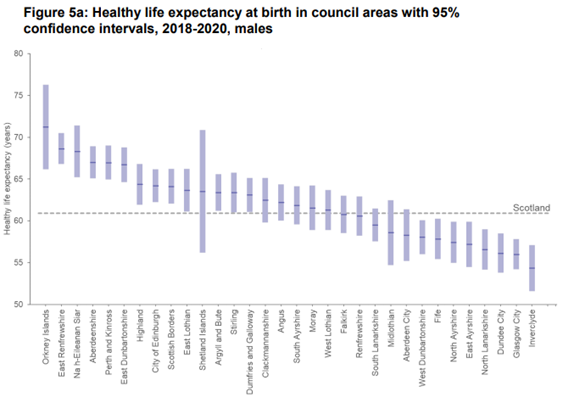 Figure 5a: Healthy life expectancy at birth in council areas with 95%
confidence intervals, 2018-2020, males
80
75
70
65
60
55
50
Healthy life expectancy (years)
Scotland
Orkney Islands
East Renfrewshire
Na h-Eileanan Siar
Aberdeenshire
Perth and Kinross
East Dunbartonshire
Highland
City of Edinburgh
Scottish Borders
East Lothian
Shetland Islands
Argyll and Bute
Stirling
Dumfries and Galloway
Clackmannanshire
Angus
South Ayrshire
Moray
West Lothian
Falkirk
Renfrewshire
South Lanarkshire
Midlothian
Aberdeen City
West Dunbartonshire
Fife
North Ayrshire
East Ayrshire
North Lanarkshire
Dundee City
Glasgow City
Inverclyde